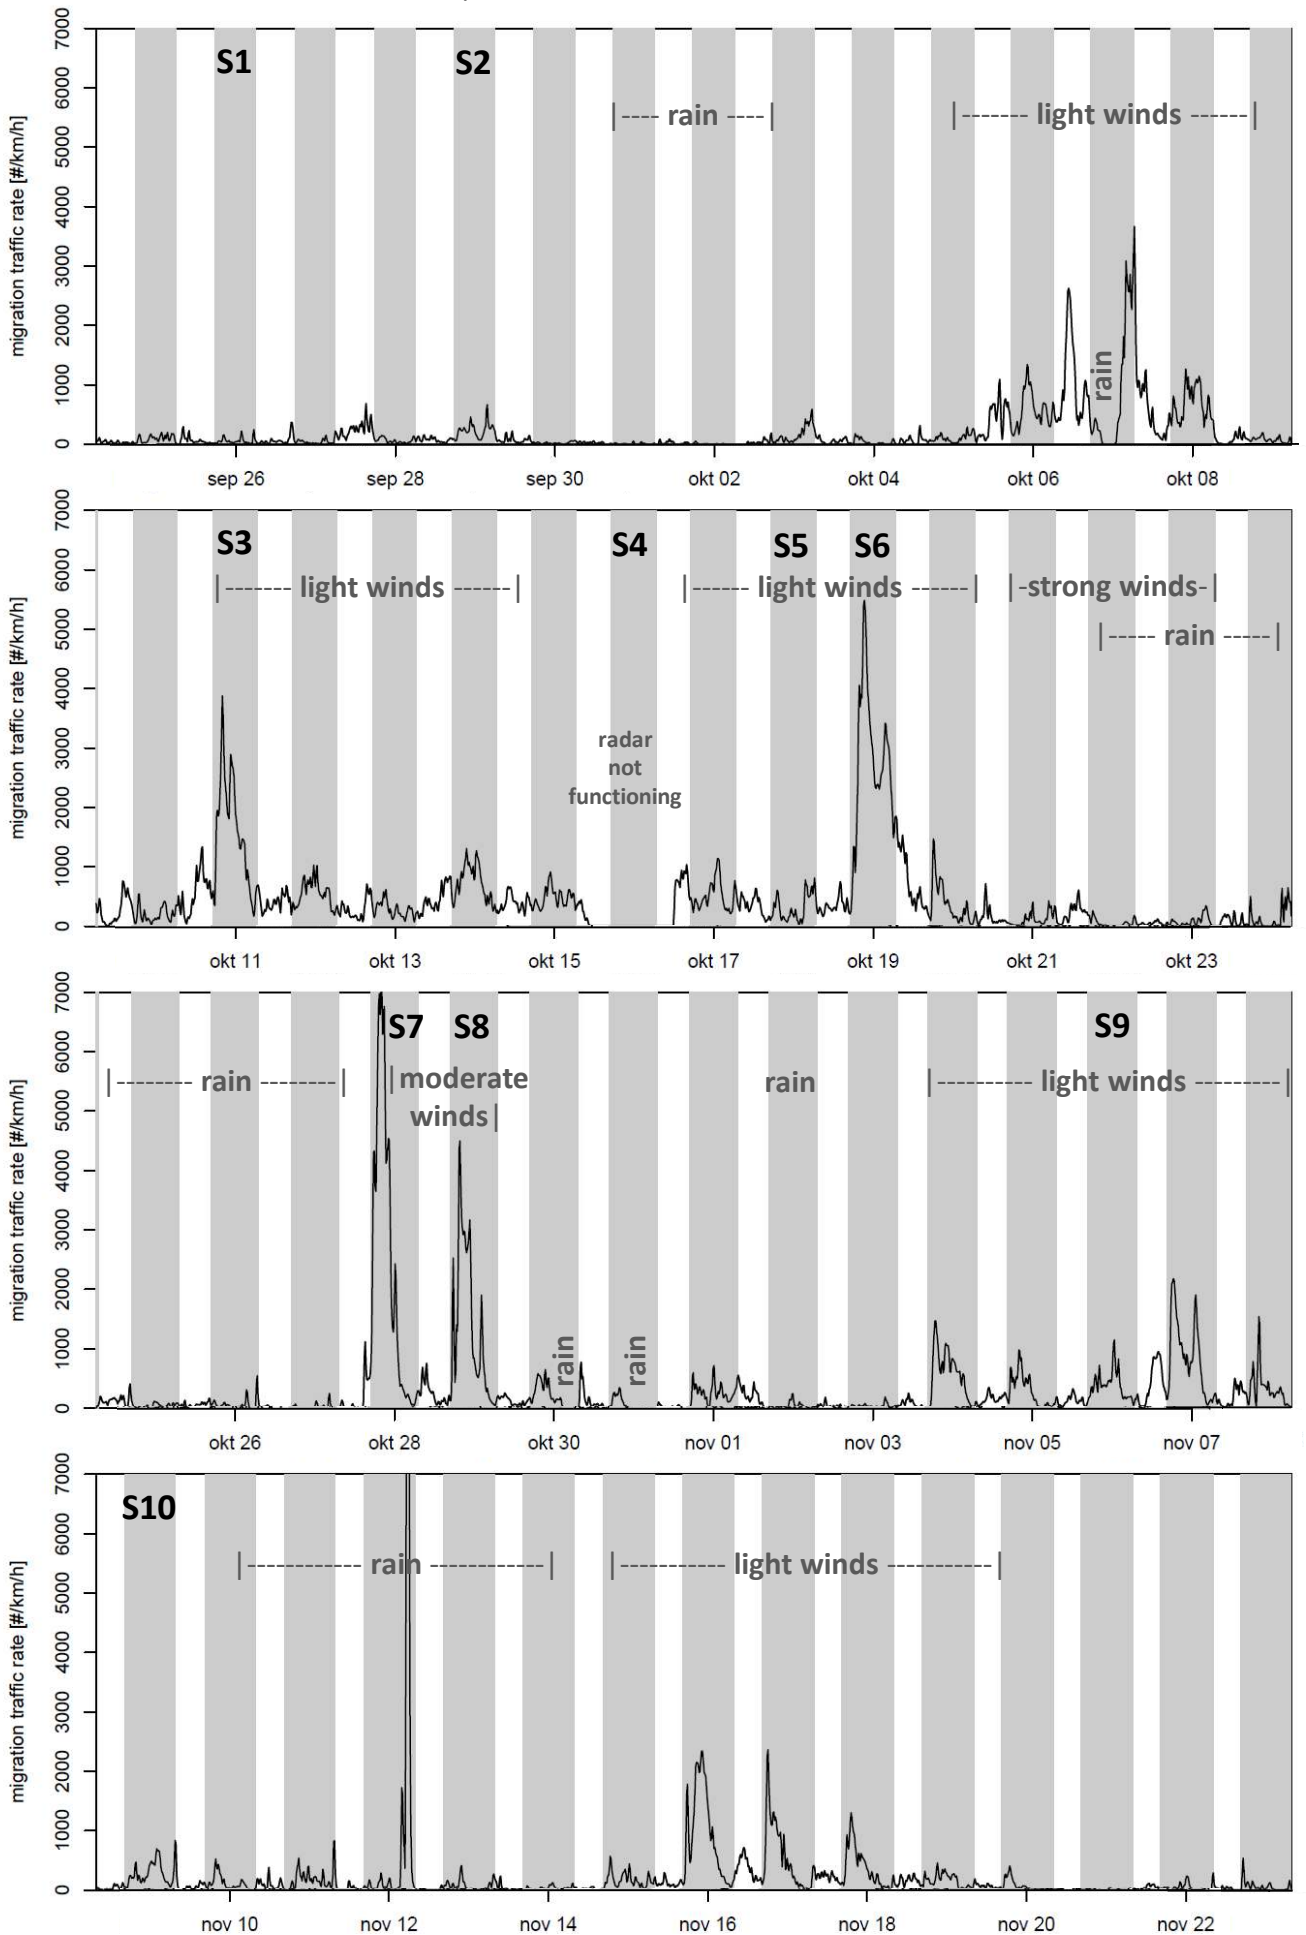 7000
6000
5000
4000
3000
2000
1000
0
migration traffic rate [#/km/h]
S1 S2
|---- rain ----| |------- light winds ------|
rain
sep 26 sep 28 sep 30 okt 02 okt 04 okt 06 okt 08
7000
6000
5000
4000
3000
2000
1000
0
migration traffic rate [#/km/h]
S3 S4 S5 S6
|------- light winds -------| |------- light winds ------| |-strong winds-|
|----- rain -----|
radar
not
functioning
okt 11 okt 13 okt 15 okt 17 okt 19 okt 21 okt 23
7000
6000
5000
4000
3000
2000
1000
0
migration traffic rate [#/km/h]
S7 S8 S9
|-------- rain --------| |moderate rain |--------- light winds ---------|
winds|
rain rain
okt 26 okt 28 okt 30 nov 01 nov 03 nov 05 nov 07
7000
6000
5000
4000
3000
2000
1000
0
migration traffic rate [#/km/h]
S10
|----------- rain -----------| |----------- light winds -----------|
nov 10 nov 12 nov 14 nov 16 nov 18 nov 20 nov 22